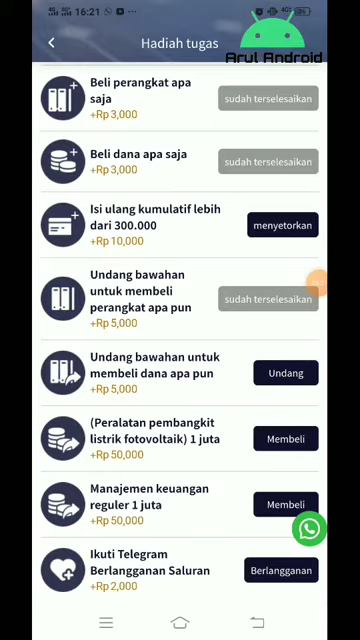 16:21
Hadiah tugas
Arul Android
Beli perangkat apa
saja
+Rp 3,000
sudah terselesaikan
Beli dana apa saja
+Rp 3,000
sudah terselesaikan
Isi ulang kumulatif lebih
dari 300.000
+Rp 10,000
menyetorkan
Undang bawahan
untuk membeli
perangkat apa pun
+Rp 5,000
sudah terselesaikan
Undang bawahan untuk
membeli dana apa pun
+Rp 5,000
Undang
(Peralatan pembangkit
listrik fotovoltaik) 1 juta
+Rp 50,000
Membeli
Manajemen keuangan
reguler 1 juta
+Rp 50,000
Membeli
Ikuti Telegram
Berlangganan Saluran
+Rp 2,000
Berlangganan